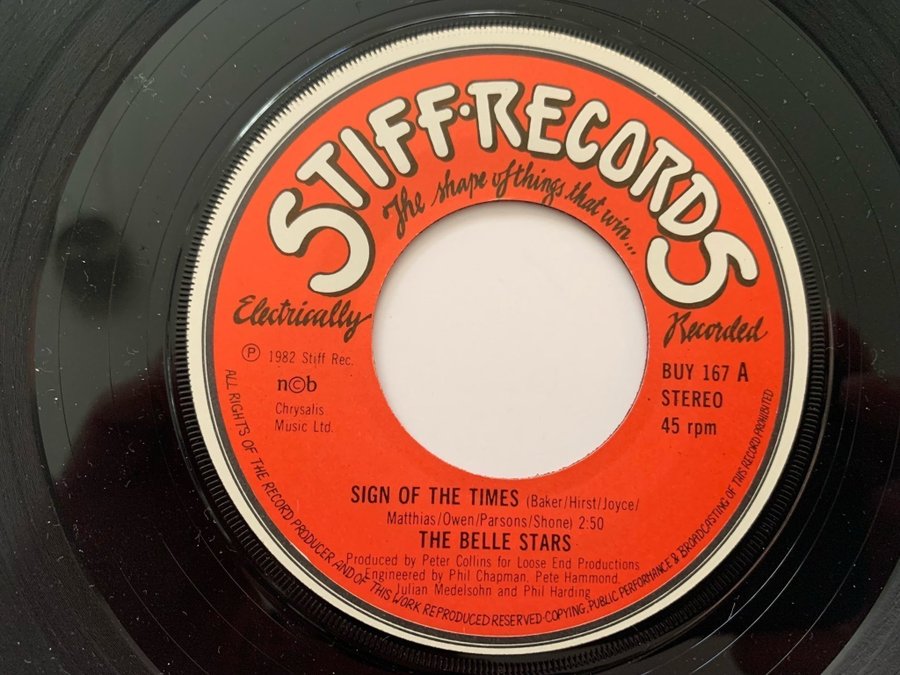 STIFF·RECORDS
The shape of things that win...
Electrically Recorded
℗ 1982 Stiff Rec.
n©b
Chrysalis
Music Ltd.
BUY 167 A
STEREO
45 rpm
SIGN OF THE TIMES (Baker/Hirst/Joyce/
Matthias/Owen/Parsons/Shone) 2:50
THE BELLE STARS
Produced by Peter Collins for Loose End Productions
Engineered by Phil Chapman, Pete Hammond,
Julian Medelsohn and Phil Harding
ALL RIGHTS OF THE RECORD PRODUCER AND OF THIS WORK REPRODUCED RESERVED·COPYING, PUBLIC PERFORMANCE & BROADCASTING OF THIS RECORD PROHIBITED